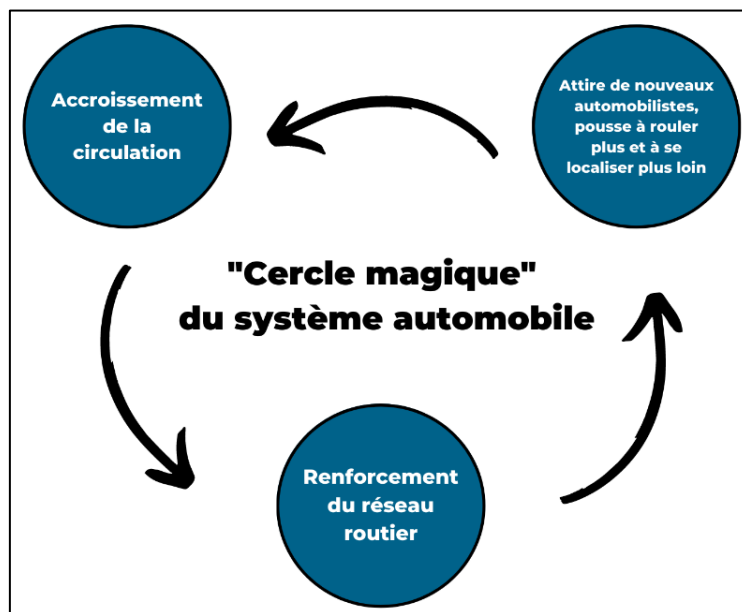 Accroissement
de la
circulation
Attire de nouveaux
automobilistes,
pousse à rouler
plus et à se
localiser plus loin
"Cercle magique"
du système automobile
Renforcement
du réseau
routier